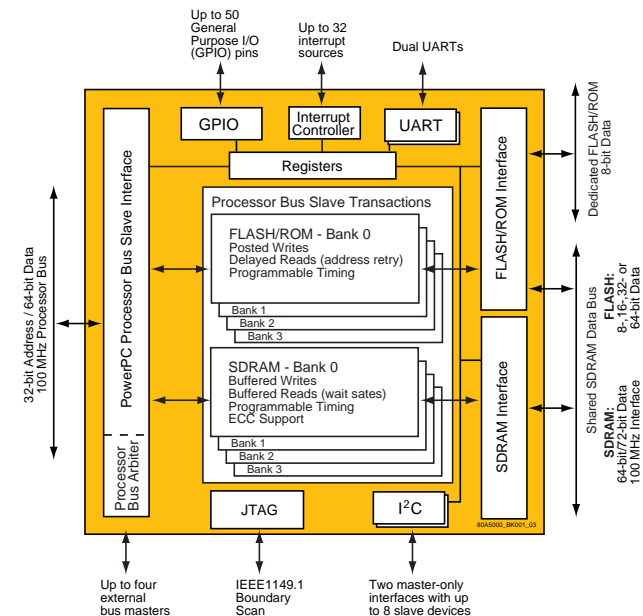 Up to 50
General
Purpose I/O
(GPIO) pins
Up to 32
interrupt
sources
Dual UARTs
GPIO
Interrupt
Controller
UART
Registers
PowerPC Processor Bus Slave Interface
Processor
Bus Arbiter
32-bit Address / 64-bit Data
100 MHz Processor Bus
Processor Bus Slave Transactions
FLASH/ROM - Bank 0
Posted Writes
Delayed Reads (address retry)
Programmable Timing
Bank 1
Bank 2
Bank 3
SDRAM - Bank 0
Buffered Writes
Buffered Reads (wait sates)
Programmable Timing
ECC Support
Bank 1
Bank 2
Bank 3
FLASH/ROM Interface
SDRAM Interface
Dedicated FLASH/ROM
8-bit Data
Shared SDRAM Data Bus
FLASH:
8-,16-,32- or
64-bit Data
SDRAM:
64-bit/72-bit Data
100 MHz Interface
JTAG
I²C
80A5000_BK001_03
Up to four
external
bus masters
IEEE1149.1
Boundary
Scan
Two master-only
interfaces with up
to 8 slave devices